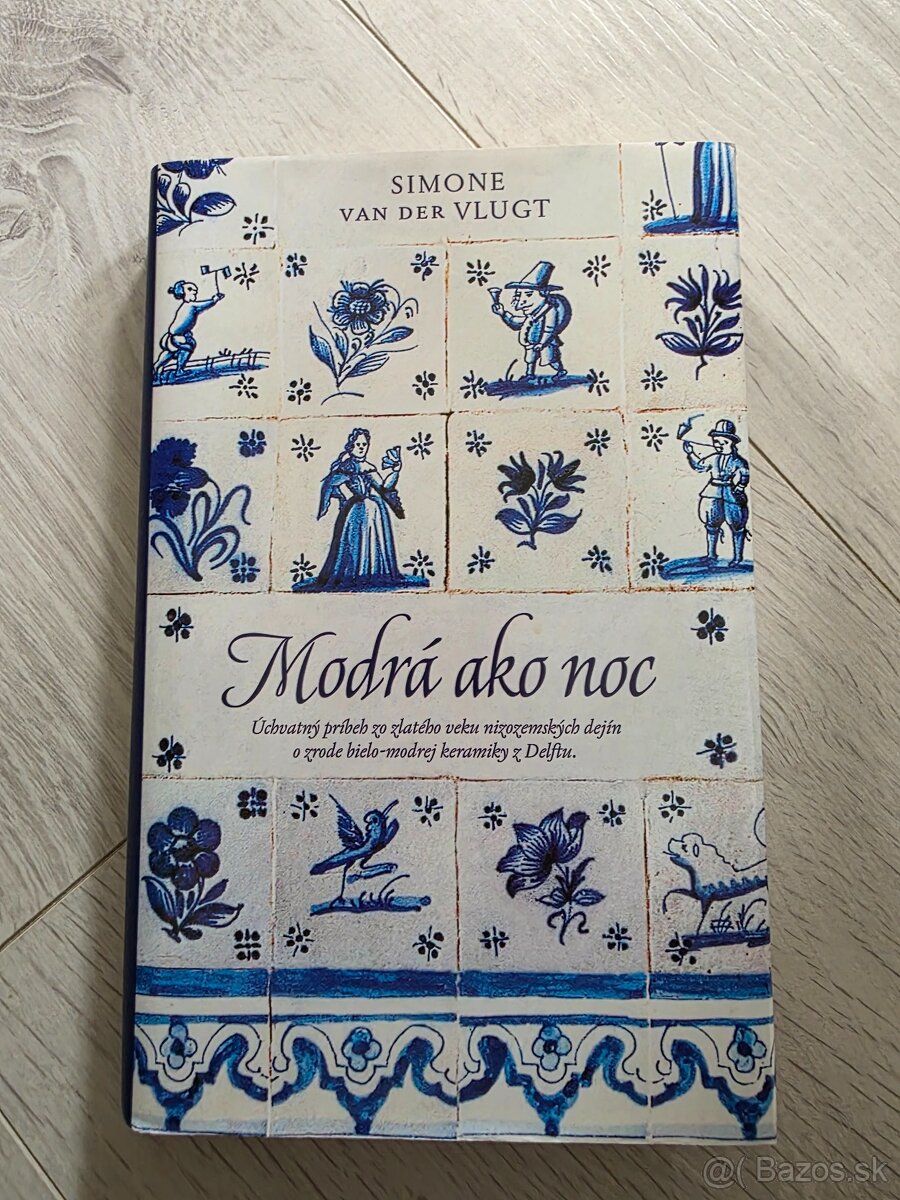 SIMONE
VAN DER VLUGT
Modrá ako noc
Úchvatný príbeh zo zlatého veku nizozemských dejín
o zrode bielo-modrej keramiky z Delftu.
@( Bazos.sk